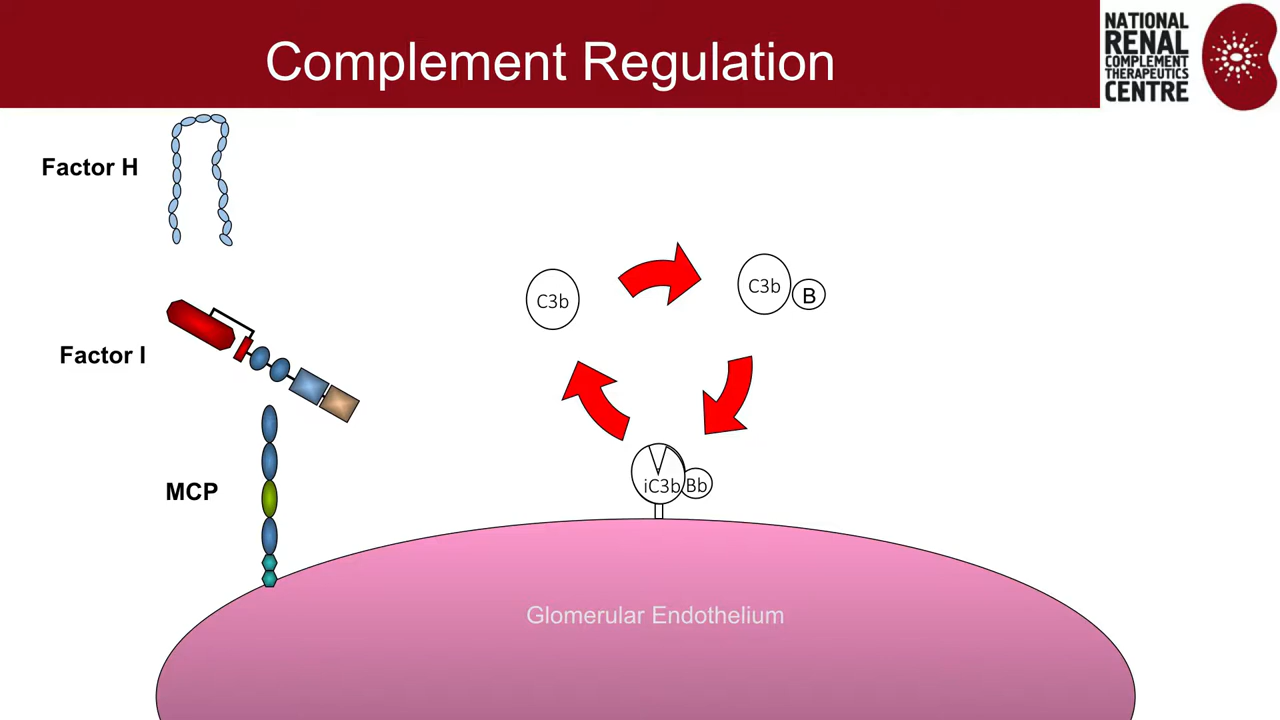 Complement Regulation
NATIONAL
RENAL
COMPLEMENT
THERAPEUTICS
CENTRE
Factor H
Factor I
MCP
C3b
C3b
B
iC3b
Bb
Glomerular Endothelium